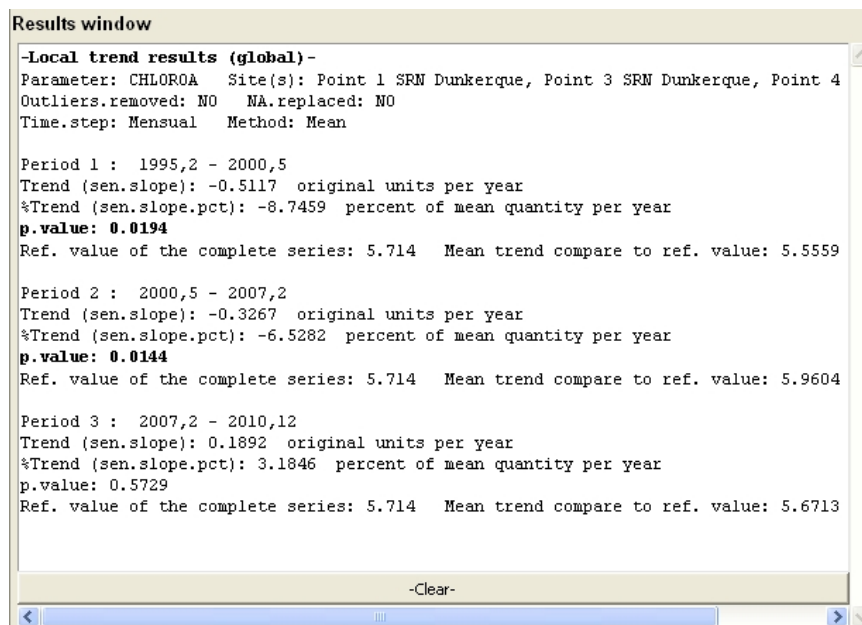 Results window
-Local trend results (global)-
Parameter: CHLOROA   Site(s): Point 1 SRN Dunkerque, Point 3 SRN Dunkerque, Point 4
Outliers.removed: NO   NA.replaced: NO
Time.step: Mensual   Method: Mean
Period 1 :  1995,2 - 2000,5
Trend (sen.slope): -0.5117  original units per year
%Trend (sen.slope.pct): -8.7459  percent of mean quantity per year
p.value: 0.0194
Ref. value of the complete series: 5.714   Mean trend compare to ref. value: 5.5559
Period 2 :  2000,5 - 2007,2
Trend (sen.slope): -0.3267  original units per year
%Trend (sen.slope.pct): -6.5282  percent of mean quantity per year
p.value: 0.0144
Ref. value of the complete series: 5.714   Mean trend compare to ref. value: 5.9604
Period 3 :  2007,2 - 2010,12
Trend (sen.slope): 0.1892  original units per year
%Trend (sen.slope.pct): 3.1846  percent of mean quantity per year
p.value: 0.5729
Ref. value of the complete series: 5.714   Mean trend compare to ref. value: 5.6713
-Clear-